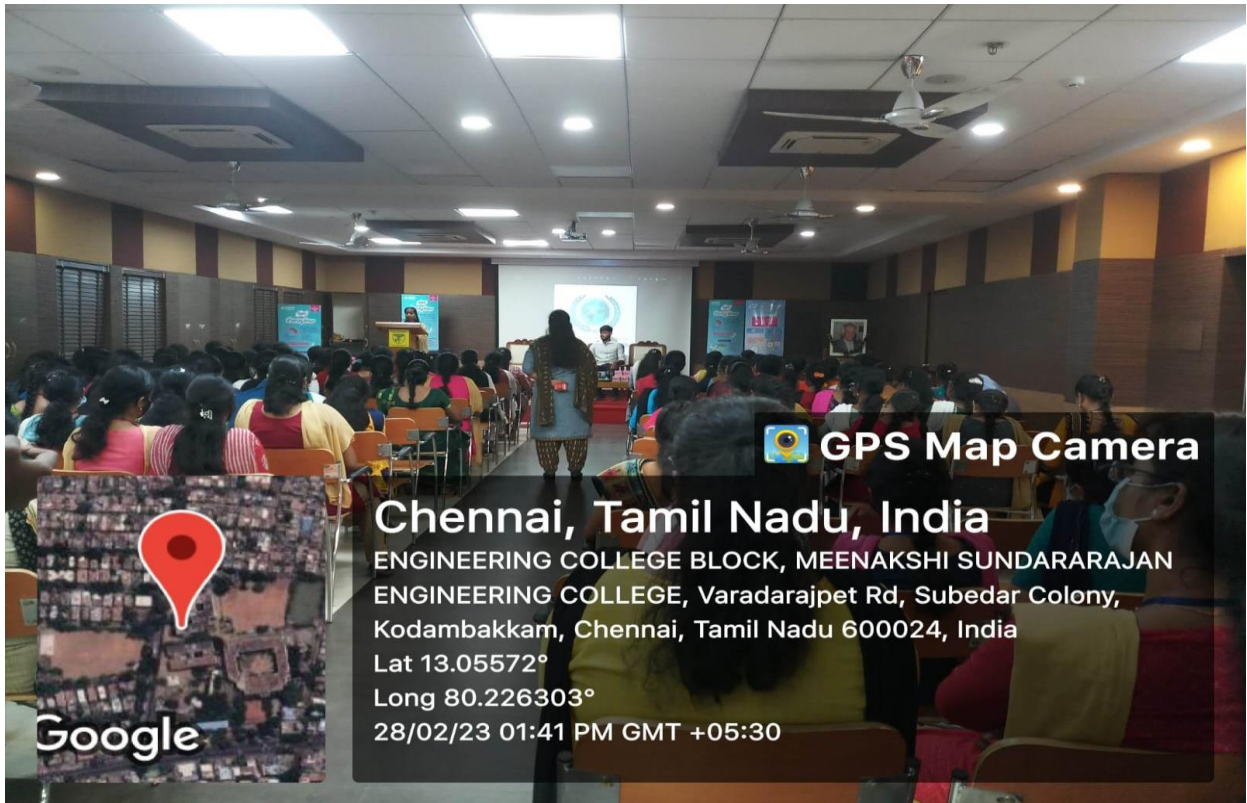 GPS Map Camera
Chennai, Tamil Nadu, India
ENGINEERING COLLEGE BLOCK, MEENAKSHI SUNDARARAJAN
ENGINEERING COLLEGE, Varadarajpet Rd, Subedar Colony,
Kodambakkam, Chennai, Tamil Nadu 600024, India
Lat 13.05572°
Long 80.226303°
28/02/23 01:41 PM GMT +05:30
Google